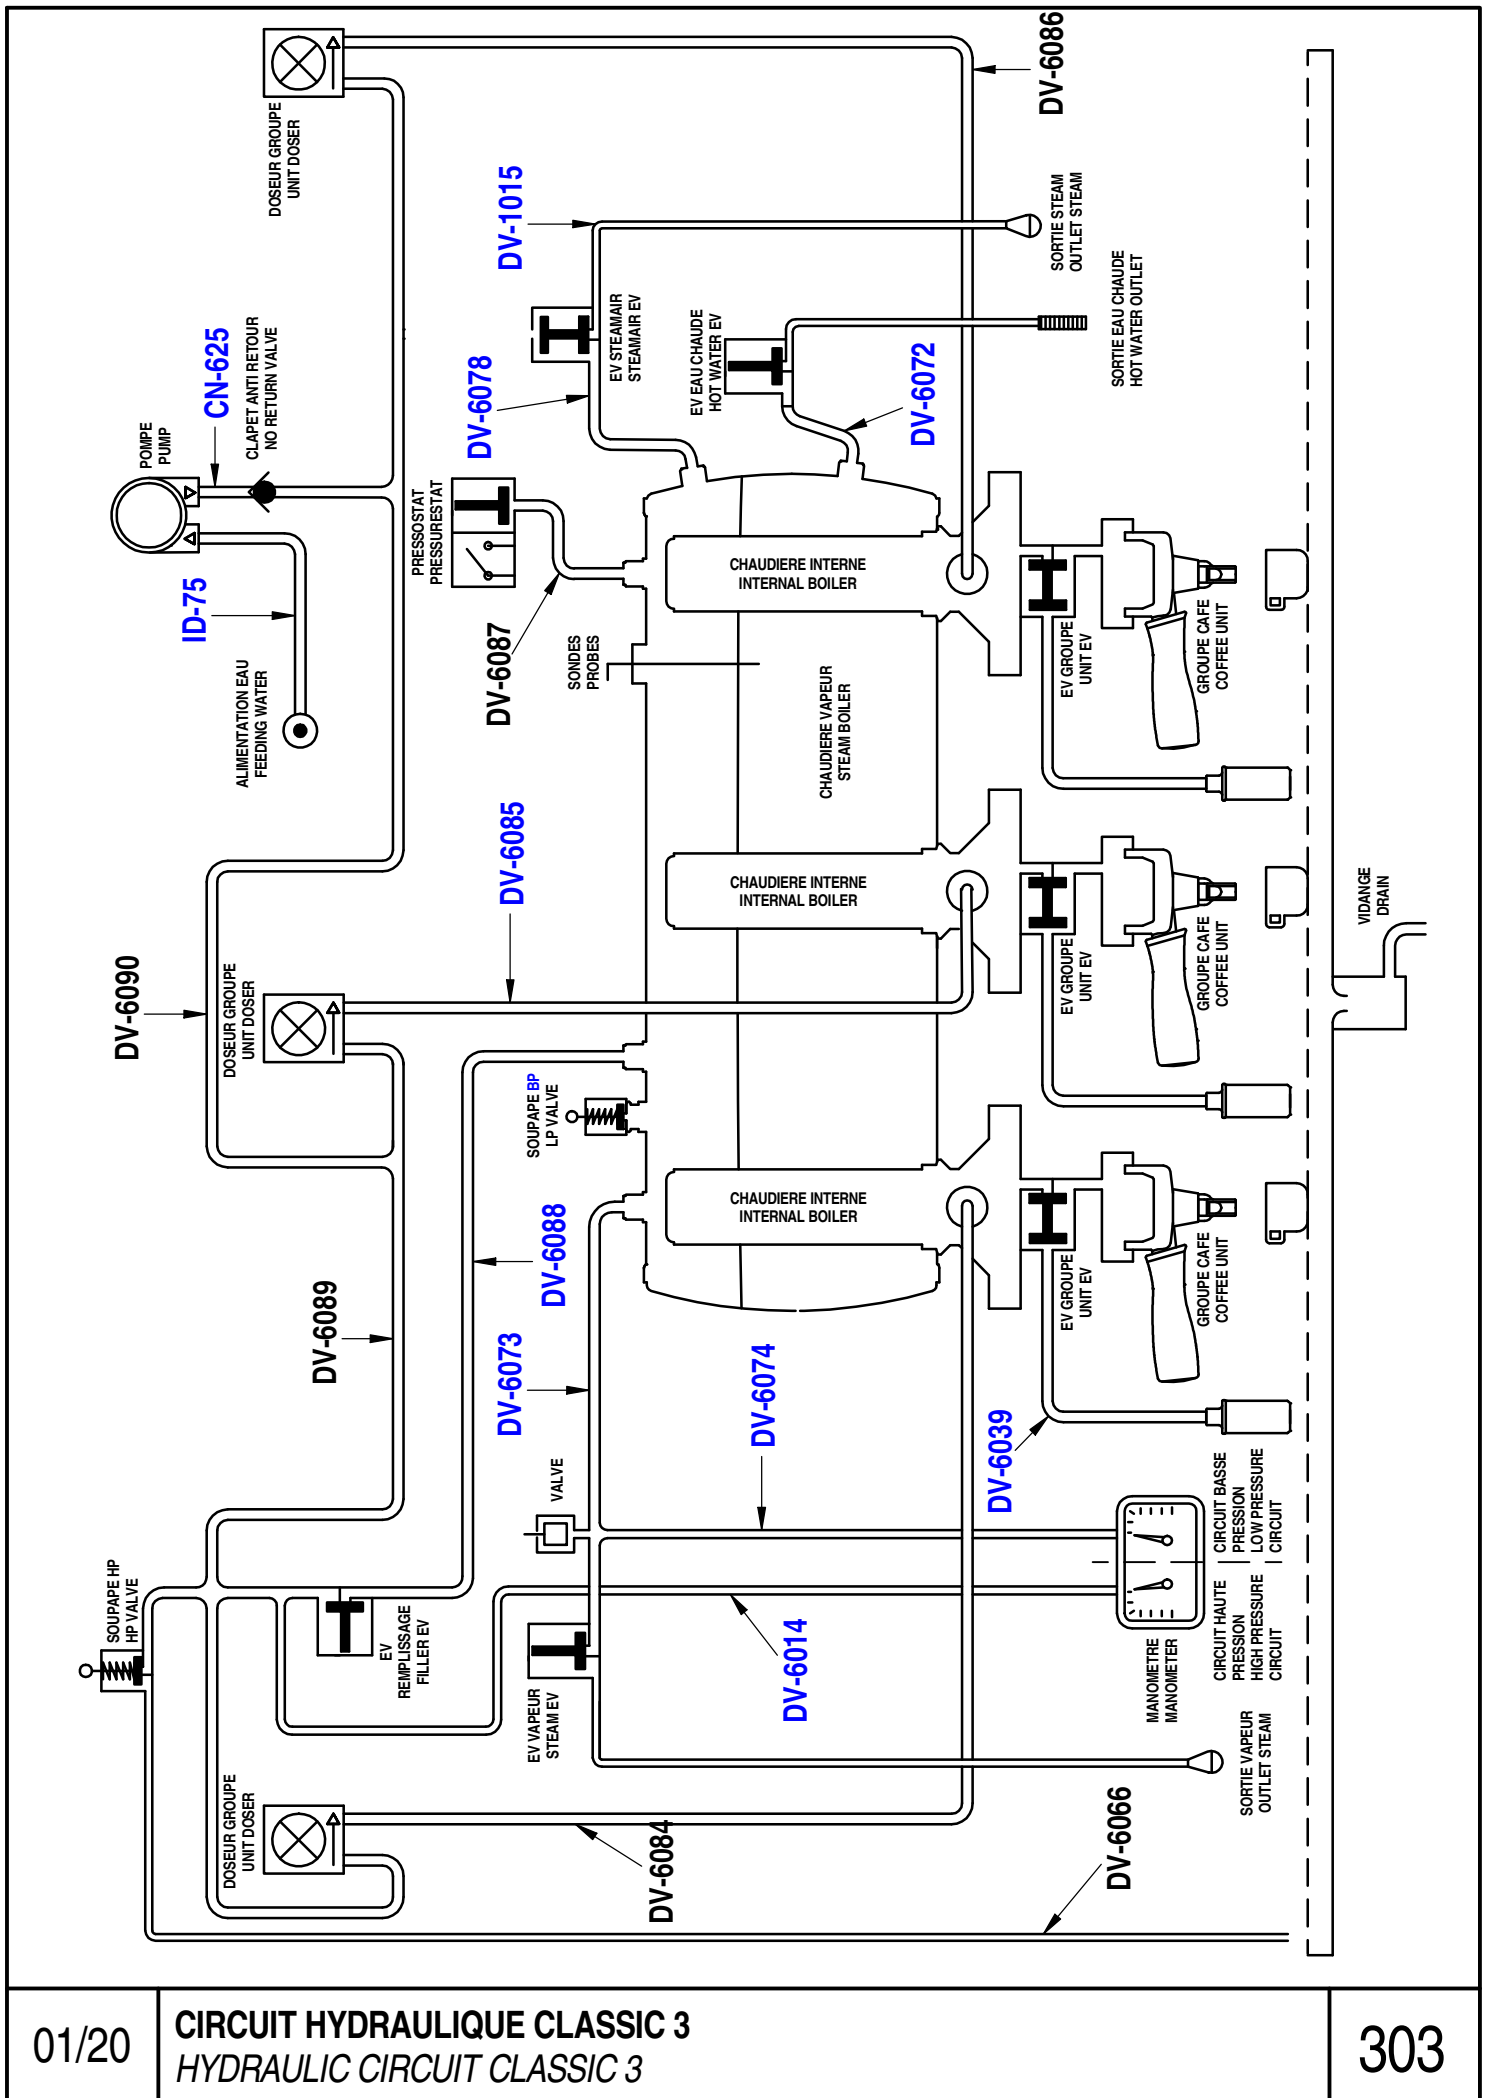 DOSEUR GROUPE
UNIT DOSER
DV-6086
DV-1015
SORTIE STEAM
OUTLET STEAM
SORTIE EAU CHAUDE
HOT WATER OUTLET
EV STEAMAIR
STEAMAIR EV
EV EAU CHAUDE
HOT WATER EV
DV-6078
DV-6072
POMPE
PUMP
CN-625
CLAPET ANTI RETOUR
NO RETURN VALVE
ID-75
ALIMENTATION EAU
FEEDING WATER
PRESSOSTAT
PRESSURESTAT
DV-6087
SONDES
PROBES
CHAUDIERE INTERNE
INTERNAL BOILER
CHAUDIERE VAPEUR
STEAM BOILER
EV GROUPE
UNIT EV
GROUPE CAFE
COFFEE UNIT
DV-6085
DV-6090
DOSEUR GROUPE
UNIT DOSER
CHAUDIERE INTERNE
INTERNAL BOILER
EV GROUPE
UNIT EV
GROUPE CAFE
COFFEE UNIT
VIDANGE
DRAIN
SOUPAPE BP
LP VALVE
DV-6088
DV-6089
DV-6073
DV-6074
CHAUDIERE INTERNE
INTERNAL BOILER
EV GROUPE
UNIT EV
GROUPE CAFE
COFFEE UNIT
DV-6039
VALVE
SOUPAPE HP
HP VALVE
EV
REMPLISSAGE
FILLER EV
EV VAPEUR
STEAM EV
DV-6014
CIRCUIT BASSE
PRESSION
LOW PRESSURE
CIRCUIT
CIRCUIT HAUTE
PRESSION
HIGH PRESSURE
CIRCUIT
MANOMETRE
MANOMETER
SORTIE VAPEUR
OUTLET STEAM
DOSEUR GROUPE
UNIT DOSER
DV-6084
DV-6066
01/20
CIRCUIT HYDRAULIQUE CLASSIC 3
HYDRAULIC CIRCUIT CLASSIC 3
303